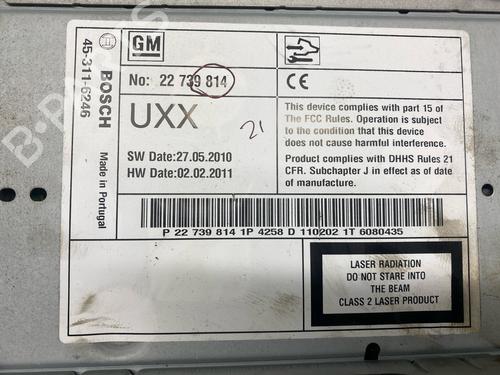 BOSCH
45-311-6246
Made in Portugal
GM
No: 22 739 814
UXX
21
SW Date:27.05.2010
HW Date:02.02.2011
CE
This device complies with part 15 of
The FCC Rules. Operation is subject
to the condition that this device
does not cause harmful interference.
Product complies with DHHS Rules 21
CFR. Subchapter J in effect as of date
of manufacture.
P 22 739 814 1P 4258 D 110202 1T 6080435
LASER RADIATION
DO NOT STARE INTO
THE BEAM
CLASS 2 LASER PRODUCT
B-PARTS